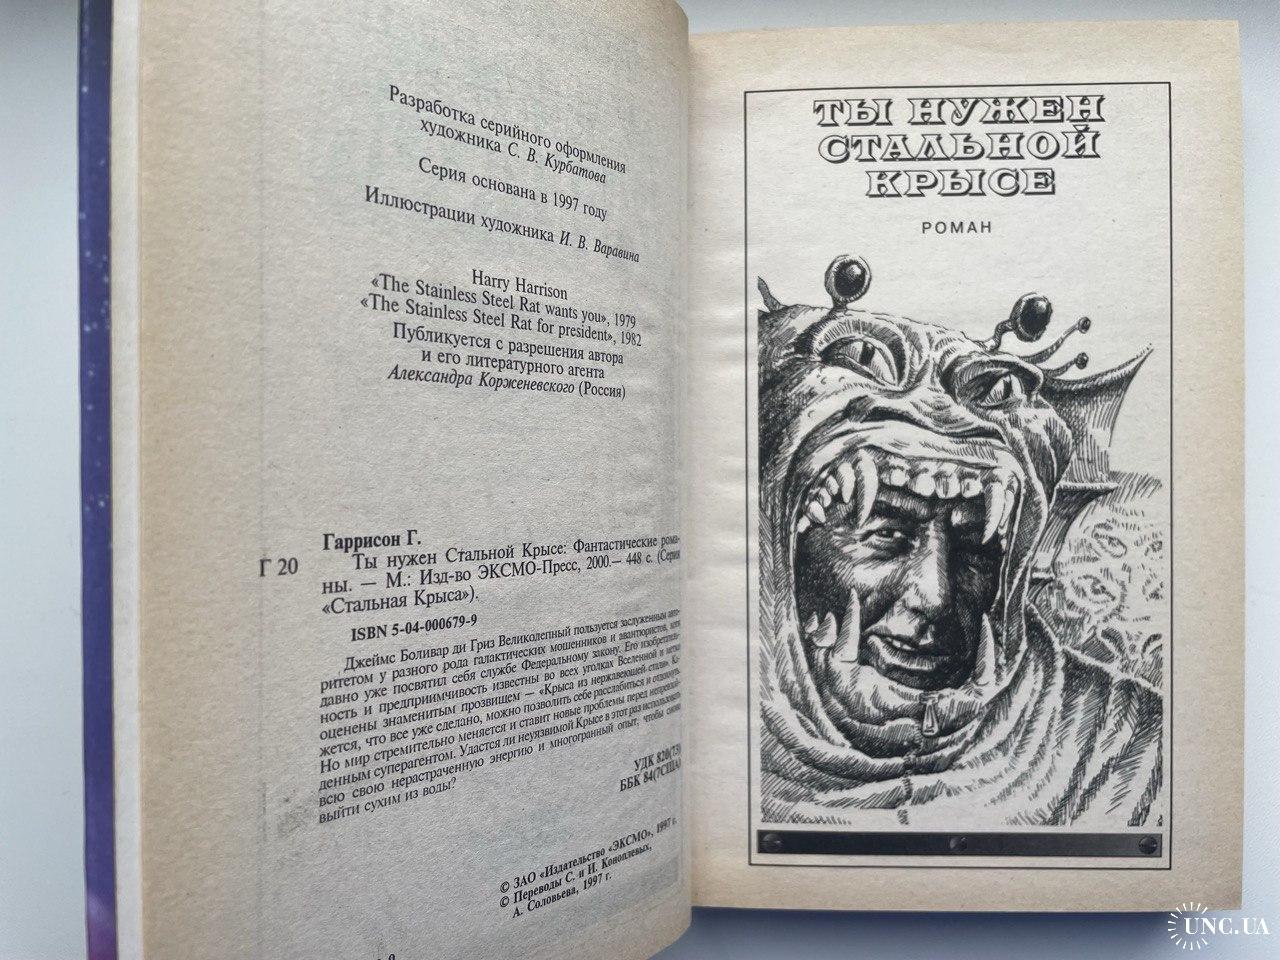 Разработка серийного оформления
художника С. В. Курбатова
Серия основана в 1997 году
Иллюстрации художника И. В. Варавина
Harry Harrison
«The Stainless Steel Rat wants you», 1979
«The Stainless Steel Rat for president», 1982
Публикуется с разрешения автора
и его литературного агента
Александра Корженевского (Россия)
Гаррисон Г.
Г 20
Ты нужен Стальной Крысе: Фантастические рома-
ны. — М.: Изд-во ЭКСМО-Пресс, 2000.— 448 с. (Серия
«Стальная Крыса»).
ISBN 5-04-000679-9
Джеймс Боливар ди Гриз Великолепный пользуется заслуженным авто-
ритетом у разного рода галактических мошенников и авантюристов, хотя
давно уже посвятил себя службе Федеральному закону. Его изобретатель-
ность и предприимчивость известны во всех уголках Вселенной и метко
оценены знаменитым прозвищем — «Крыса из нержавеющей стали». Ка-
жется, что все уже сделано, можно позволить себе расслабиться и отдохнуть.
Но мир стремительно меняется и ставит новые проблемы перед непревзой-
денным суперагентом. Удастся ли неуязвимой Крысе в этот раз использовать
всю свою нерастраченную энергию и многогранный опыт, чтобы снова
выйти сухим из воды?
УДК 820(73)
ББК 84(7США)
© ЗАО «Издательство «ЭКСМО», 1997 г.
© Переводы С. и И. Коноплевых,
А. Соловьева, 1997 г.
ТЫ НУЖЕН
СТАЛЬНОЙ
КРЫСЕ
РОМАН
UNC.UA